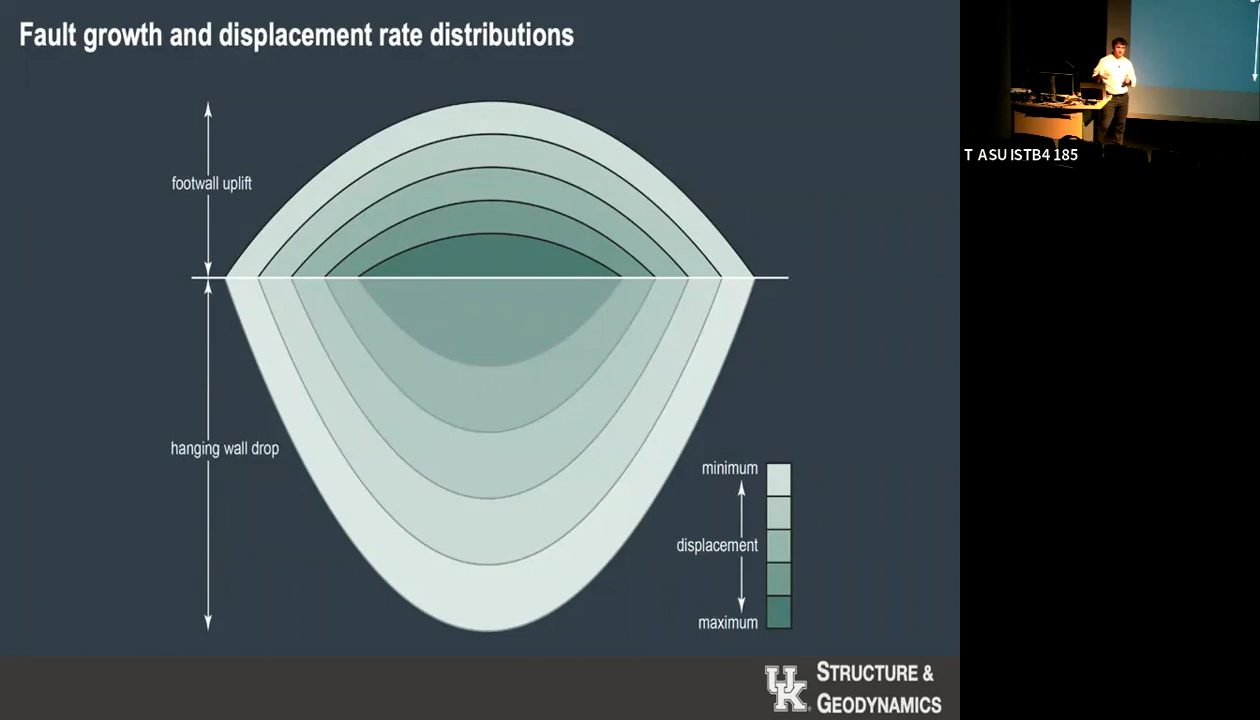 Fault growth and displacement rate distributions
T ASU ISTB4 185
footwall uplift
hanging wall drop
minimum
displacement
maximum
UK STRUCTURE &
GEODYNAMICS